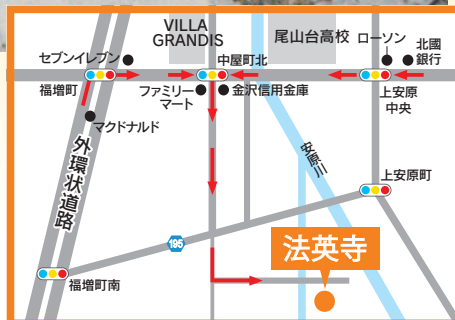 VILLA
GRANDIS
尾山台高校
ローソン
北國
銀行
セブンイレブン
中屋町北
福増町
ファミリー
マート
金沢信用金庫
上安原
中央
マクドナルド
外環状道路
安原川
上安原町
195
法英寺
福増町南